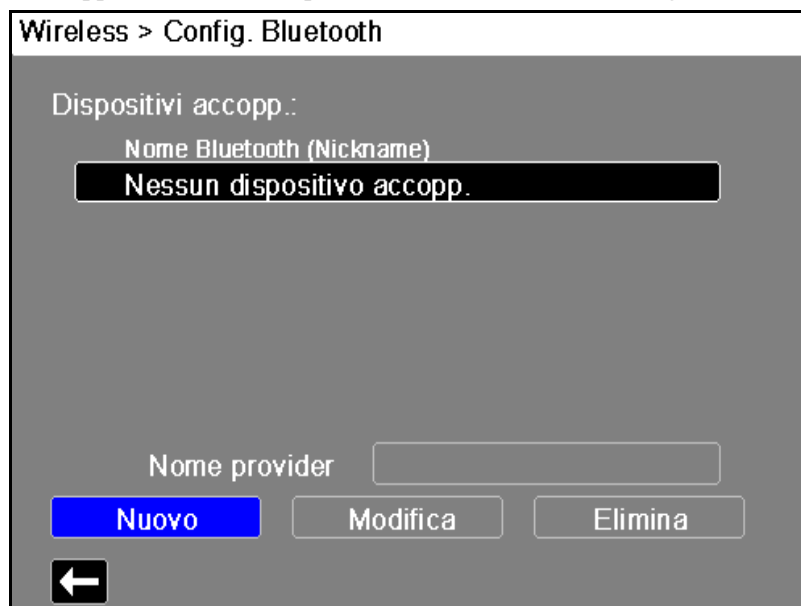 Wireless > Config. Bluetooth
Dispositivi accopp.:
Nome Bluetooth (Nickname)
Nessun dispositivo accopp.
Nome provider
Nuovo Modifica Elimina